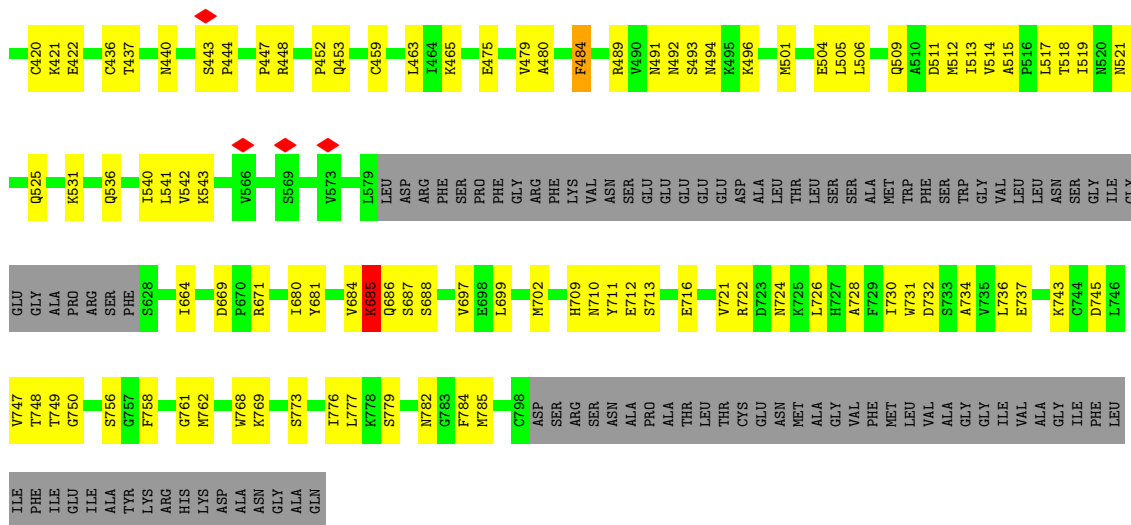 C420 K421 E422 C436 T437 N440 S443 P444 P447 R448 P452 Q453 C459 L463 I464 K465 E475 V479 A480 F484 R489 V490 N491 N492 S493 N494 K495 K496 M501 E504 L505 L506 Q509 A510 D511 M512 I513 V514 A515 P516 L517 T518 I519 N520 N521
Q525 K531 Q536 I540 L541 V542 K543 V566 S569 V573 L579 LEU ASP ARG PHE SER PRO PHE GLY ARG PHE LYS VAL ASN SER GLU GLU GLU GLU GLU ASP ALA LEU THR LEU SER SER ALA MET TRP PHE SER TRP GLY VAL LEU LEU ASN SER GLY ILE GLY
GLU GLY ALA PRO ARG SER PHE S628 I664 D669 P670 R671 I680 Y681 V684 K685 Q686 S687 S688 V697 E698 L699 M702 H709 N710 Y711 E712 S713 E716 V721 R722 D723 N724 K725 L726 H727 A728 F729 I730 W731 D732 S733 A734 V735 L736 E737 K743 C744 D745 L746
V747 T748 T749 G750 S756 G757 F758 G761 M762 W768 K769 S773 I776 L777 K778 S779 N782 G783 F784 M785 C798 ASP SER ARG SER ASN ALA PRO ALA THR LEU THR CYS GLU ASN MET ALA GLY VAL PHE MET LEU VAL ALA GLY GLY ILE VAL ALA GLY ILE PHE LEU
ILE PHE ILE GLU ILE ALA TYR LYS ARG HIS LYS ASP ALA ASN GLY ALA GLN